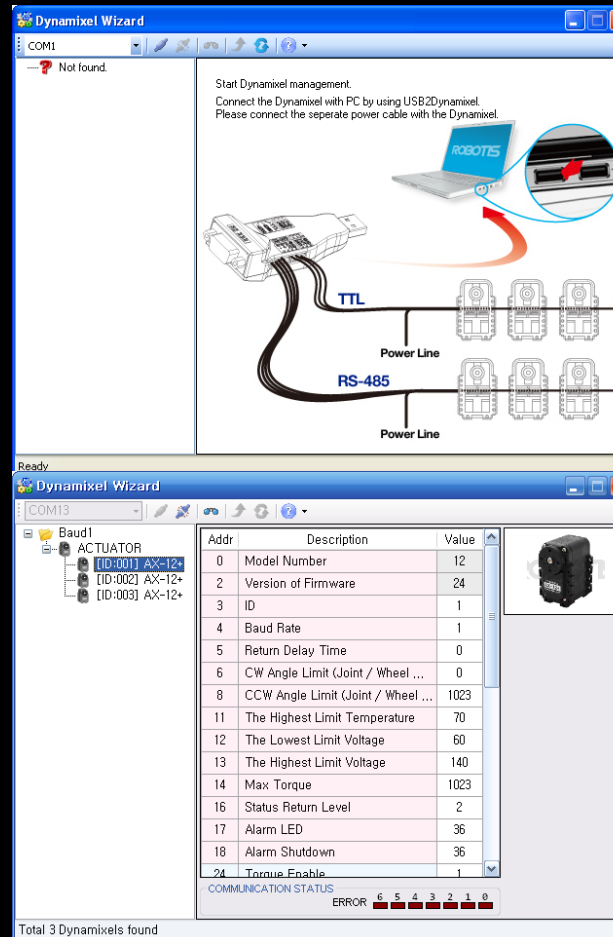 Dynamixel Wizard
COM1
Not found.
Start Dynamixel management.
Connect the Dynamixel with PC by using USB2Dynamixel.
Please connect the seperate power cable with the Dynamixel.
ROBOTIS
TTL
Power Line
RS-485
Power Line
Ready
Dynamixel Wizard
COM13
Baud1
ACTUATOR
[ID:001] AX-12+
[ID:002] AX-12+
[ID:003] AX-12+
Addr Description Value
0 Model Number 12
2 Version of Firmware 24
3 ID 1
4 Baud Rate 1
5 Return Delay Time 0
6 CW Angle Limit (Joint / Wheel ... 0
8 CCW Angle Limit (Joint / Wheel ... 1023
11 The Highest Limit Temperature 70
12 The Lowest Limit Voltage 60
13 The Highest Limit Voltage 140
14 Max Torque 1023
16 Status Return Level 2
17 Alarm LED 36
18 Alarm Shutdown 36
24 Torque Enable 1
COMMUNICATION STATUS
ERROR 6 5 4 3 2 1 0
Total 3 Dynamixels found